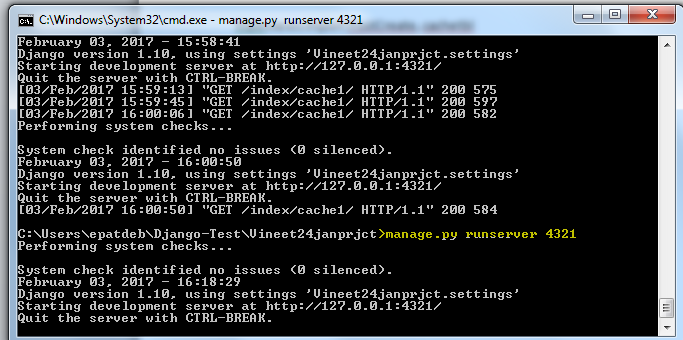 C:\Windows\System32\cmd.exe - manage.py runserver 4321
February 03, 2017 - 15:58:41
Django version 1.10, using settings 'Vineet24janprjct.settings'
Starting development server at http://127.0.0.1:4321/
Quit the server with CTRL-BREAK.
[03/Feb/2017 15:59:13] "GET /index/cache1/ HTTP/1.1" 200 575
[03/Feb/2017 15:59:45] "GET /index/cache1/ HTTP/1.1" 200 597
[03/Feb/2017 16:00:06] "GET /index/cache1/ HTTP/1.1" 200 582
Performing system checks...
System check identified no issues (0 silenced).
February 03, 2017 - 16:00:50
Django version 1.10, using settings 'Vineet24janprjct.settings'
Starting development server at http://127.0.0.1:4321/
Quit the server with CTRL-BREAK.
[03/Feb/2017 16:00:50] "GET /index/cache1/ HTTP/1.1" 200 584
C:\Users\epatdeb\Django-Test\Vineet24janprjct>manage.py runserver 4321
Performing system checks...
System check identified no issues (0 silenced).
February 03, 2017 - 16:18:29
Django version 1.10, using settings 'Vineet24janprjct.settings'
Starting development server at http://127.0.0.1:4321/
Quit the server with CTRL-BREAK.